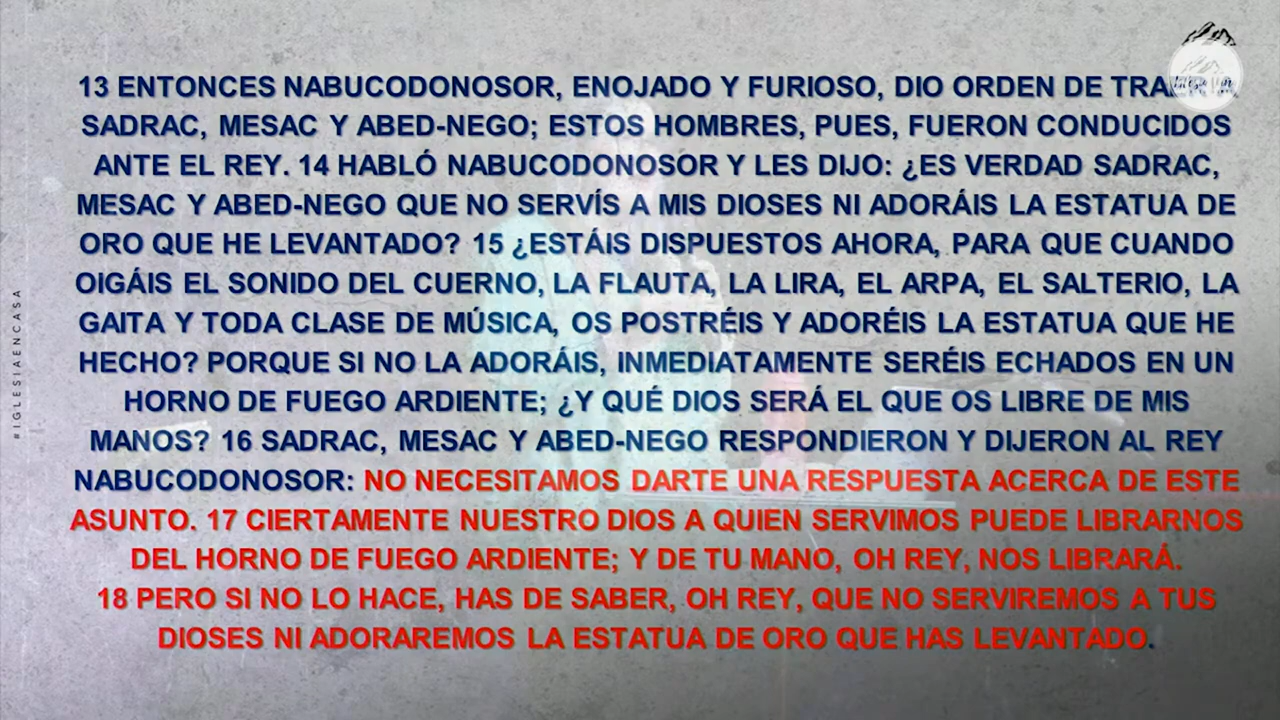 13 ENTONCES NABUCODONOSOR, ENOJADO Y FURIOSO, DIO ORDEN DE TRAER A
SADRAC, MESAC Y ABED-NEGO; ESTOS HOMBRES, PUES, FUERON CONDUCIDOS
ANTE EL REY. 14 HABLÓ NABUCODONOSOR Y LES DIJO: ¿ES VERDAD SADRAC,
MESAC Y ABED-NEGO QUE NO SERVÍS A MIS DIOSES NI ADORÁIS LA ESTATUA DE
ORO QUE HE LEVANTADO? 15 ¿ESTÁIS DISPUESTOS AHORA, PARA QUE CUANDO
OIGÁIS EL SONIDO DEL CUERNO, LA FLAUTA, LA LIRA, EL ARPA, EL SALTERIO, LA
GAITA Y TODA CLASE DE MÚSICA, OS POSTRÉIS Y ADORÉIS LA ESTATUA QUE HE
HECHO? PORQUE SI NO LA ADORÁIS, INMEDIATAMENTE SERÉIS ECHADOS EN UN
HORNO DE FUEGO ARDIENTE; ¿Y QUÉ DIOS SERÁ EL QUE OS LIBRE DE MIS
MANOS? 16 SADRAC, MESAC Y ABED-NEGO RESPONDIERON Y DIJERON AL REY
NABUCODONOSOR: NO NECESITAMOS DARTE UNA RESPUESTA ACERCA DE ESTE
ASUNTO. 17 CIERTAMENTE NUESTRO DIOS A QUIEN SERVIMOS PUEDE LIBRARNOS
DEL HORNO DE FUEGO ARDIENTE; Y DE TU MANO, OH REY, NOS LIBRARÁ.
18 PERO SI NO LO HACE, HAS DE SABER, OH REY, QUE NO SERVIREMOS A TUS
DIOSES NI ADORAREMOS LA ESTATUA DE ORO QUE HAS LEVANTADO.
#IGLESIAENCASA